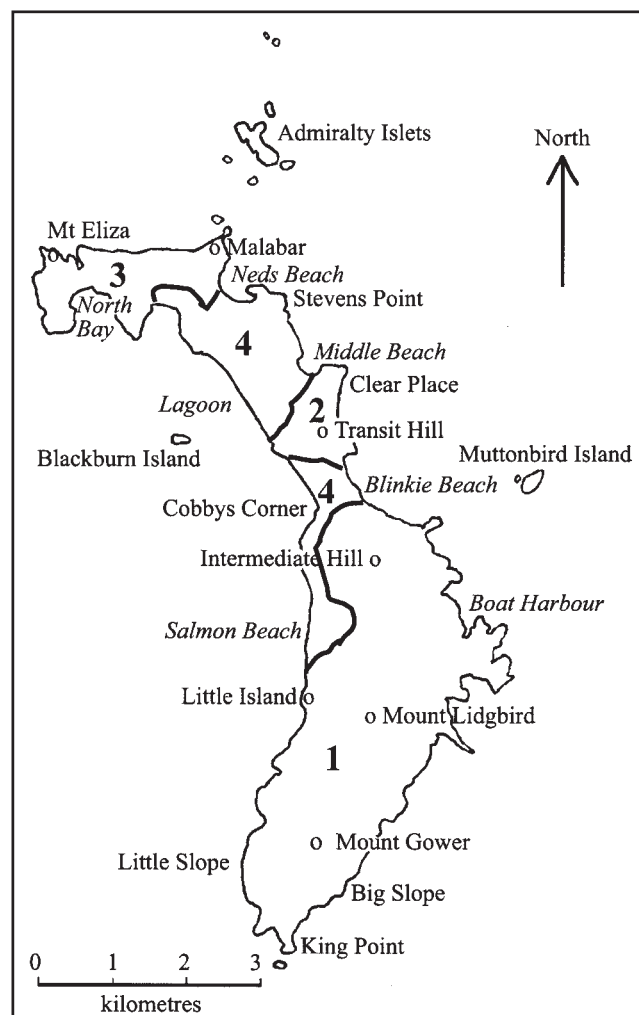 Admiralty Islets
North
Mt Eliza
Malabar
3
Neds Beach
North
Bay
Stevens Point
4
Middle Beach
Clear Place
Lagoon
2
Transit Hill
Blackburn Island
Muttonbird Island
4
Blinkie Beach
Cobbys Corner
Intermediate Hill
Boat Harbour
Salmon Beach
Little Island
Mount Lidgbird
1
Mount Gower
Little Slope
Big Slope
King Point
0 1 2 3
kilometres